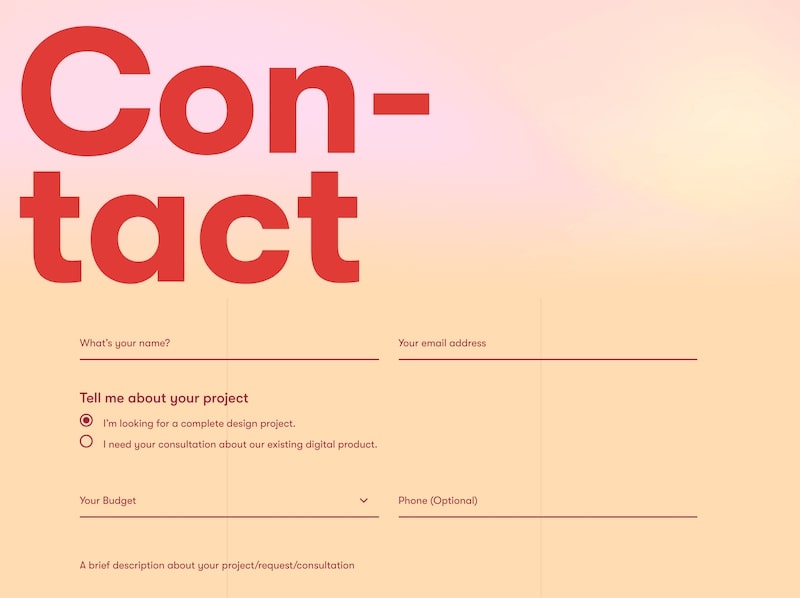 Con-
tact
What's your name?
Your email address
Tell me about your project
I'm looking for a complete design project.
I need your consultation about our existing digital product.
Your Budget
Phone (Optional)
A brief description about your project/request/consultation